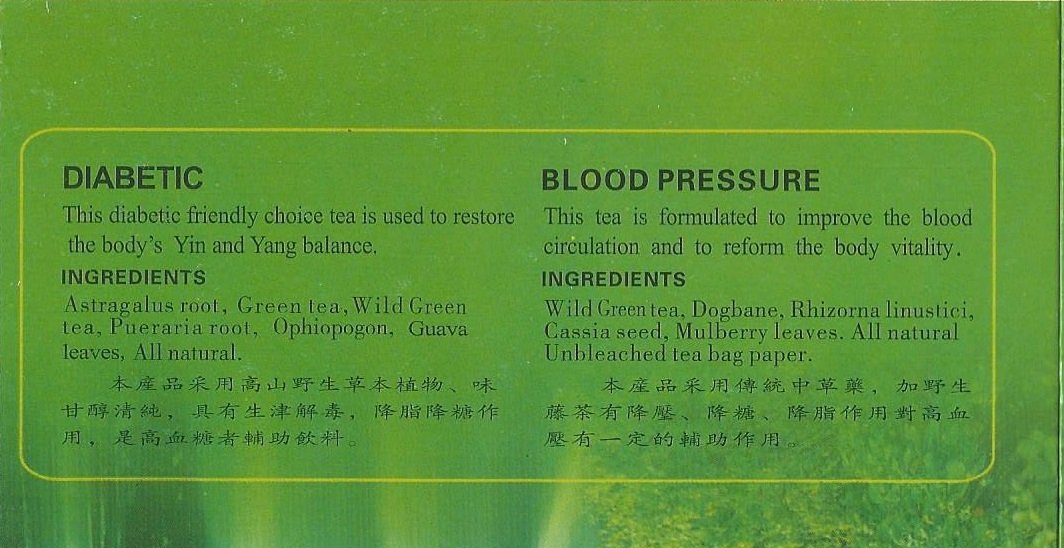 DIABETIC
This diabetic friendly choice tea is used to restore
the body's Yin and Yang balance.
INGREDIENTS
Astragalus root, Green tea, Wild Green
tea, Pueraria root, Ophiopogon, Guava
leaves, All natural.
本產品采用高山野生草本植物、味
甘醇清純，具有生津解毒，降脂降糖作
用，是高血糖者輔助飲料。
BLOOD PRESSURE
This tea is formulated to improve the blood
circulation and to reform the body vitality.
INGREDIENTS
Wild Green tea, Dogbane, Rhizorna linustici,
Cassia seed, Mulberry leaves. All natural
Unbleached tea bag paper.
本產品采用傳統中草藥，加野生
藤茶有降壓、降糖、降脂作用對高血
壓有一定的輔助作用。